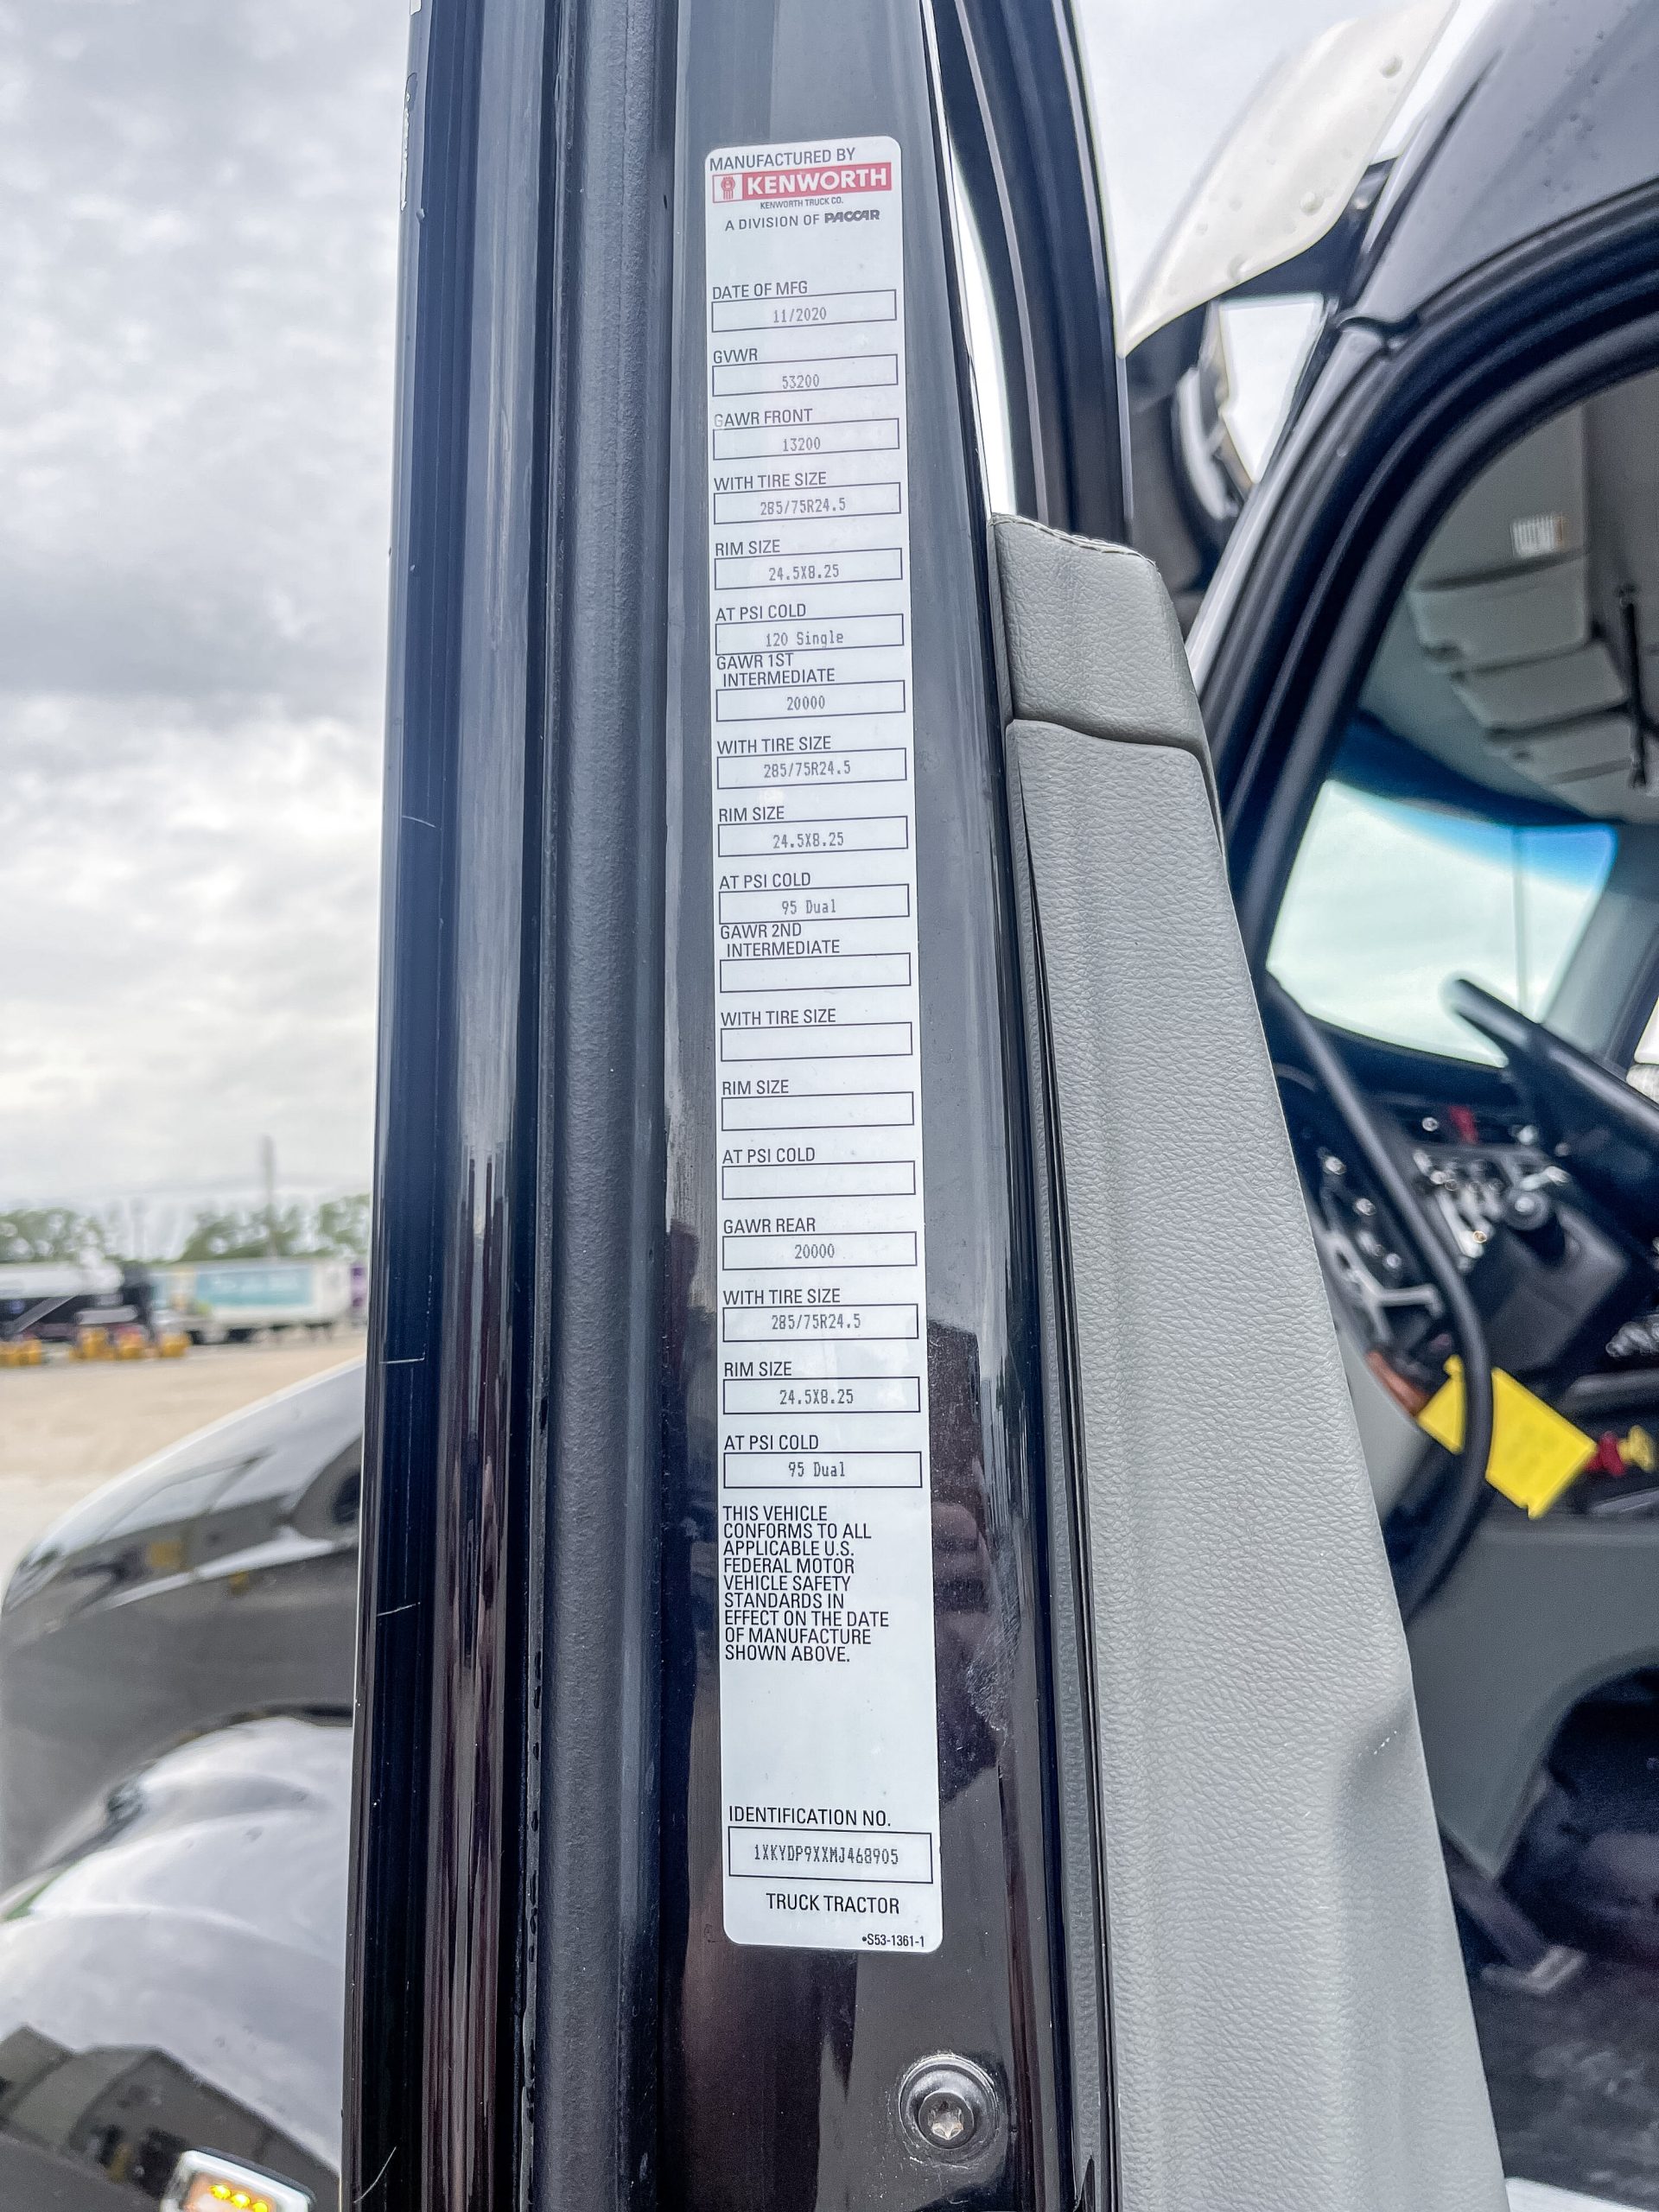 MANUFACTURED BY
KENWORTH
KENWORTH TRUCK CO.
A DIVISION OF PACCAR
DATE OF MFG
11/2020
GVWR
53200
GAWR FRONT
13200
WITH TIRE SIZE
285/75R24.5
RIM SIZE
24.5X8.25
AT PSI COLD
120 Single
GAWR 1ST
INTERMEDIATE
20000
WITH TIRE SIZE
285/75R24.5
RIM SIZE
24.5X8.25
AT PSI COLD
95 Dual
GAWR 2ND
INTERMEDIATE
WITH TIRE SIZE
RIM SIZE
AT PSI COLD
GAWR REAR
20000
WITH TIRE SIZE
285/75R24.5
RIM SIZE
24.5X8.25
AT PSI COLD
95 Dual
THIS VEHICLE
CONFORMS TO ALL
APPLICABLE U.S.
FEDERAL MOTOR
VEHICLE SAFETY
STANDARDS IN
EFFECT ON THE DATE
OF MANUFACTURE
SHOWN ABOVE.
IDENTIFICATION NO.
1XKYDP9XXMJ468905
TRUCK TRACTOR
•S53-1361-1